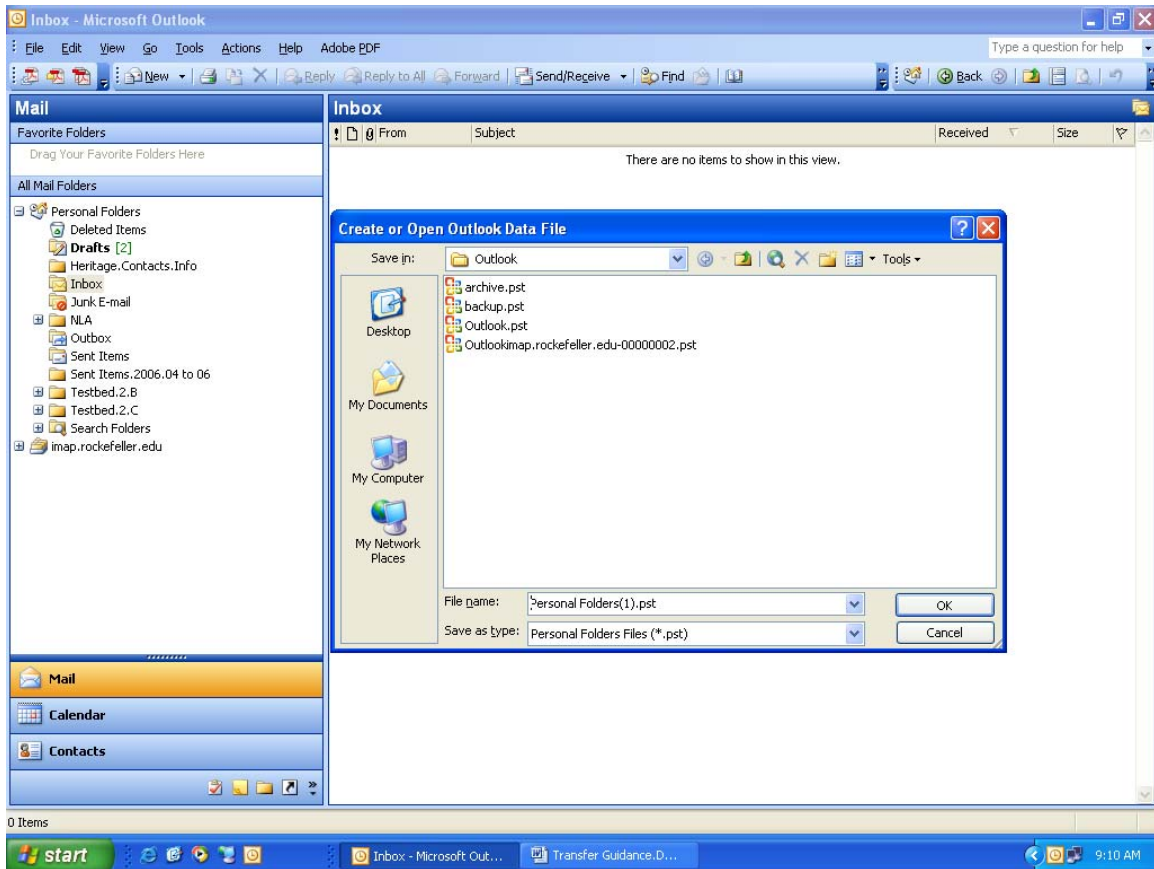 Inbox - Microsoft Outlook
File Edit View Go Tools Actions Help Adobe PDF
Type a question for help
New Reply Reply to All Forward Send/Receive Find Back
Mail
Inbox
Favorite Folders
! From Subject Received Size
Drag Your Favorite Folders Here
There are no items to show in this view.
All Mail Folders
Personal Folders
Deleted Items
Drafts [2]
Heritage.Contacts.Info
Inbox
Junk E-mail
NLA
Outbox
Sent Items
Sent Items.2006.04 to 06
Testbed.2.B
Testbed.2.C
Search Folders
imap.rockefeller.edu
Create or Open Outlook Data File
Save in: Outlook Tools
Desktop
My Documents
My Computer
My Network
Places
archive.pst
backup.pst
Outlook.pst
Outlookimap.rockefeller.edu-00000002.pst
File name: Personal Folders(1).pst OK
Save as type: Personal Folders Files (*.pst) Cancel
Mail
Calendar
Contacts
0 Items
start Inbox - Microsoft Out... Transfer Guidance.D... 9:10 AM